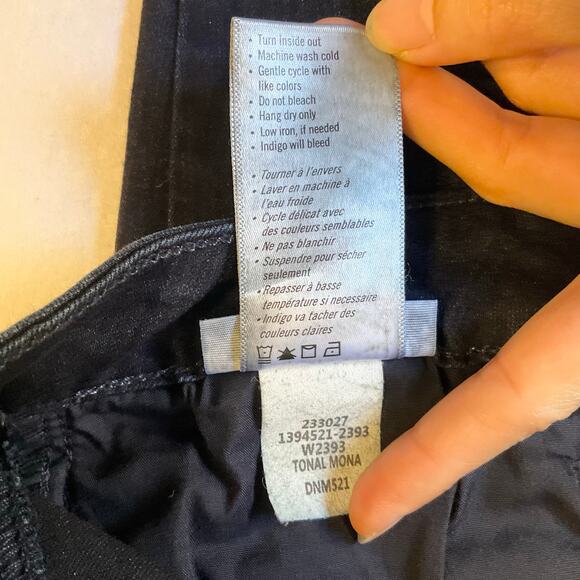 • Turn inside out
• Machine wash cold
• Gentle cycle with
like colors
• Do not bleach
• Hang dry only
• Low iron, if needed
• Indigo will bleed
• Tourner à l'envers
• Laver en machine à
l'eau froide
• Cycle délicat avec
des couleurs semblables
• Ne pas blanchir
• Suspendre pour sécher
seulement
• Repasser à basse
température si necessaire
• Indigo va tacher des
couleurs claires
233027
1394521-2393
W2393
TONAL MONA
DNM521